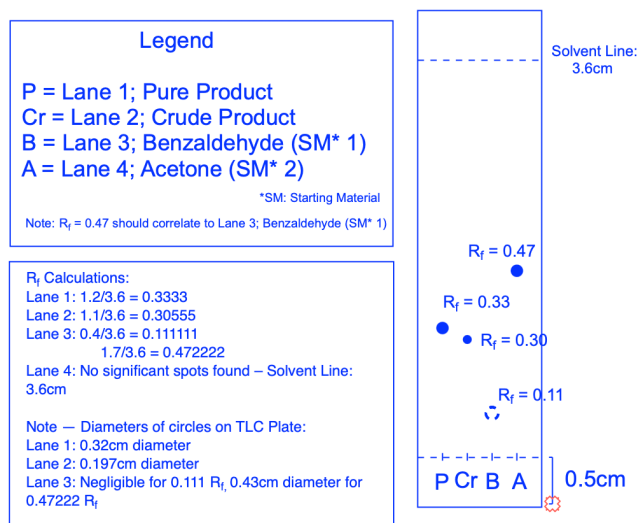 Legend
P = Lane 1; Pure Product
Cr = Lane 2; Crude Product
B = Lane 3; Benzaldehyde (SM* 1)
A = Lane 4; Acetone (SM* 2)
*SM: Starting Material
Note: Rf = 0.47 should correlate to Lane 3; Benzaldehyde (SM* 1)
Rf Calculations:
Lane 1: 1.2/3.6 = 0.3333
Lane 2: 1.1/3.6 = 0.30555
Lane 3: 0.4/3.6 = 0.111111
1.7/3.6 = 0.472222
Lane 4: No significant spots found – Solvent Line:
3.6cm
Note — Diameters of circles on TLC Plate:
Lane 1: 0.32cm diameter
Lane 2: 0.197cm diameter
Lane 3: Negligible for 0.111 Rf, 0.43cm diameter for
0.47222 Rf
Solvent Line:
3.6cm
Rf = 0.47
Rf = 0.33
Rf = 0.30
Rf = 0.11
P Cr B A
0.5cm